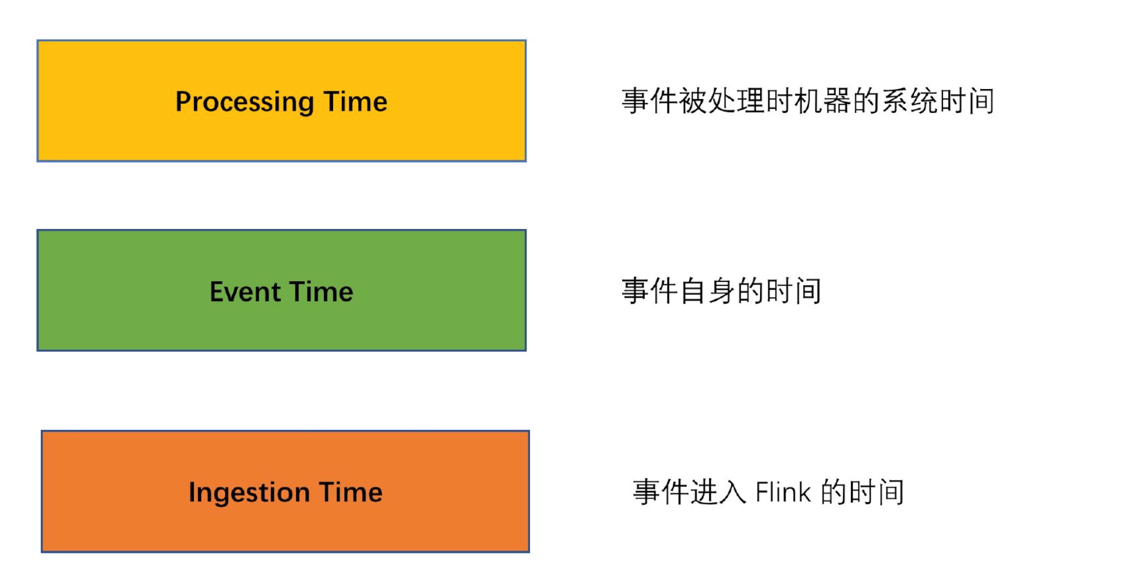 Processing Time
事件被处理时机器的系统时间
Event Time
事件自身的时间
Ingestion Time
事件进入 Flink 的时间